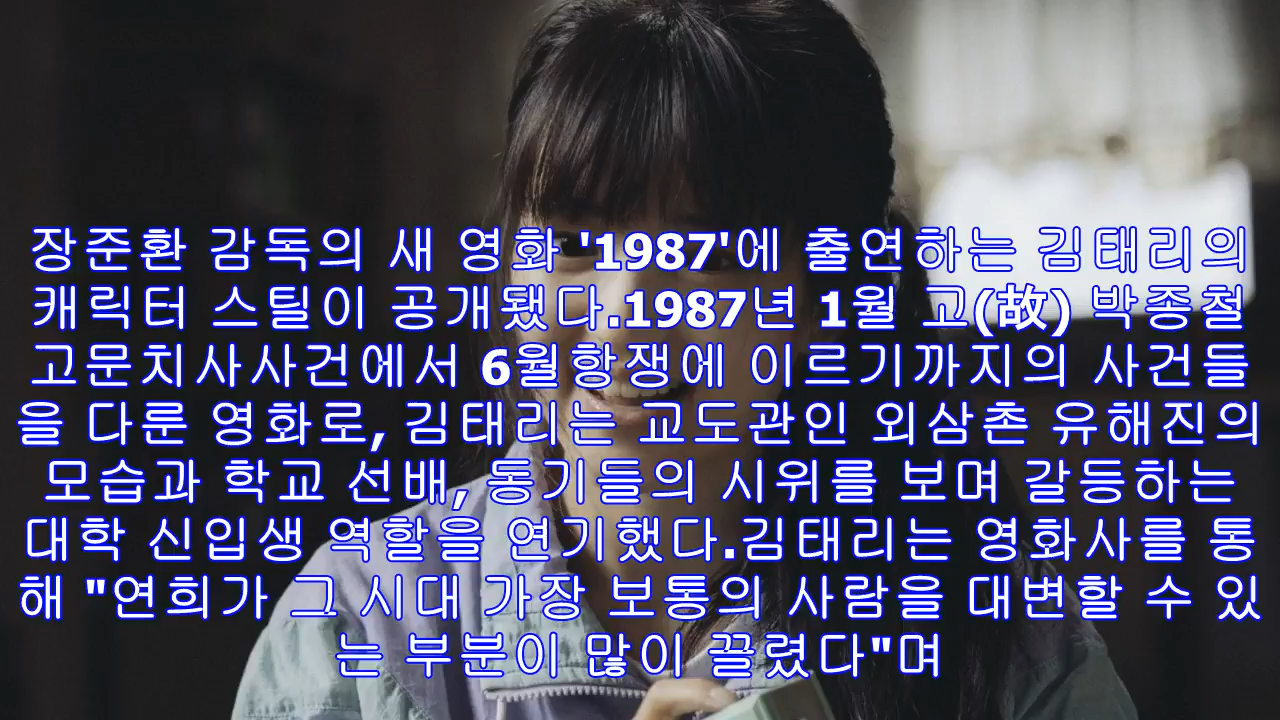 장준환 감독의 새 영화 '1987'에 출연하는 김태리의
캐릭터 스틸이 공개됐다.1987년 1월 고(故) 박종철
고문치사사건에서 6월항쟁에 이르기까지의 사건들
을 다룬 영화로, 김태리는 교도관인 외삼촌 유해진의
모습과 학교 선배, 동기들의 시위를 보며 갈등하는
대학 신입생 역할을 연기했다.김태리는 영화사를 통
해 "연희가 그 시대 가장 보통의 사람을 대변할 수 있
는 부분이 많이 끌렸다"며